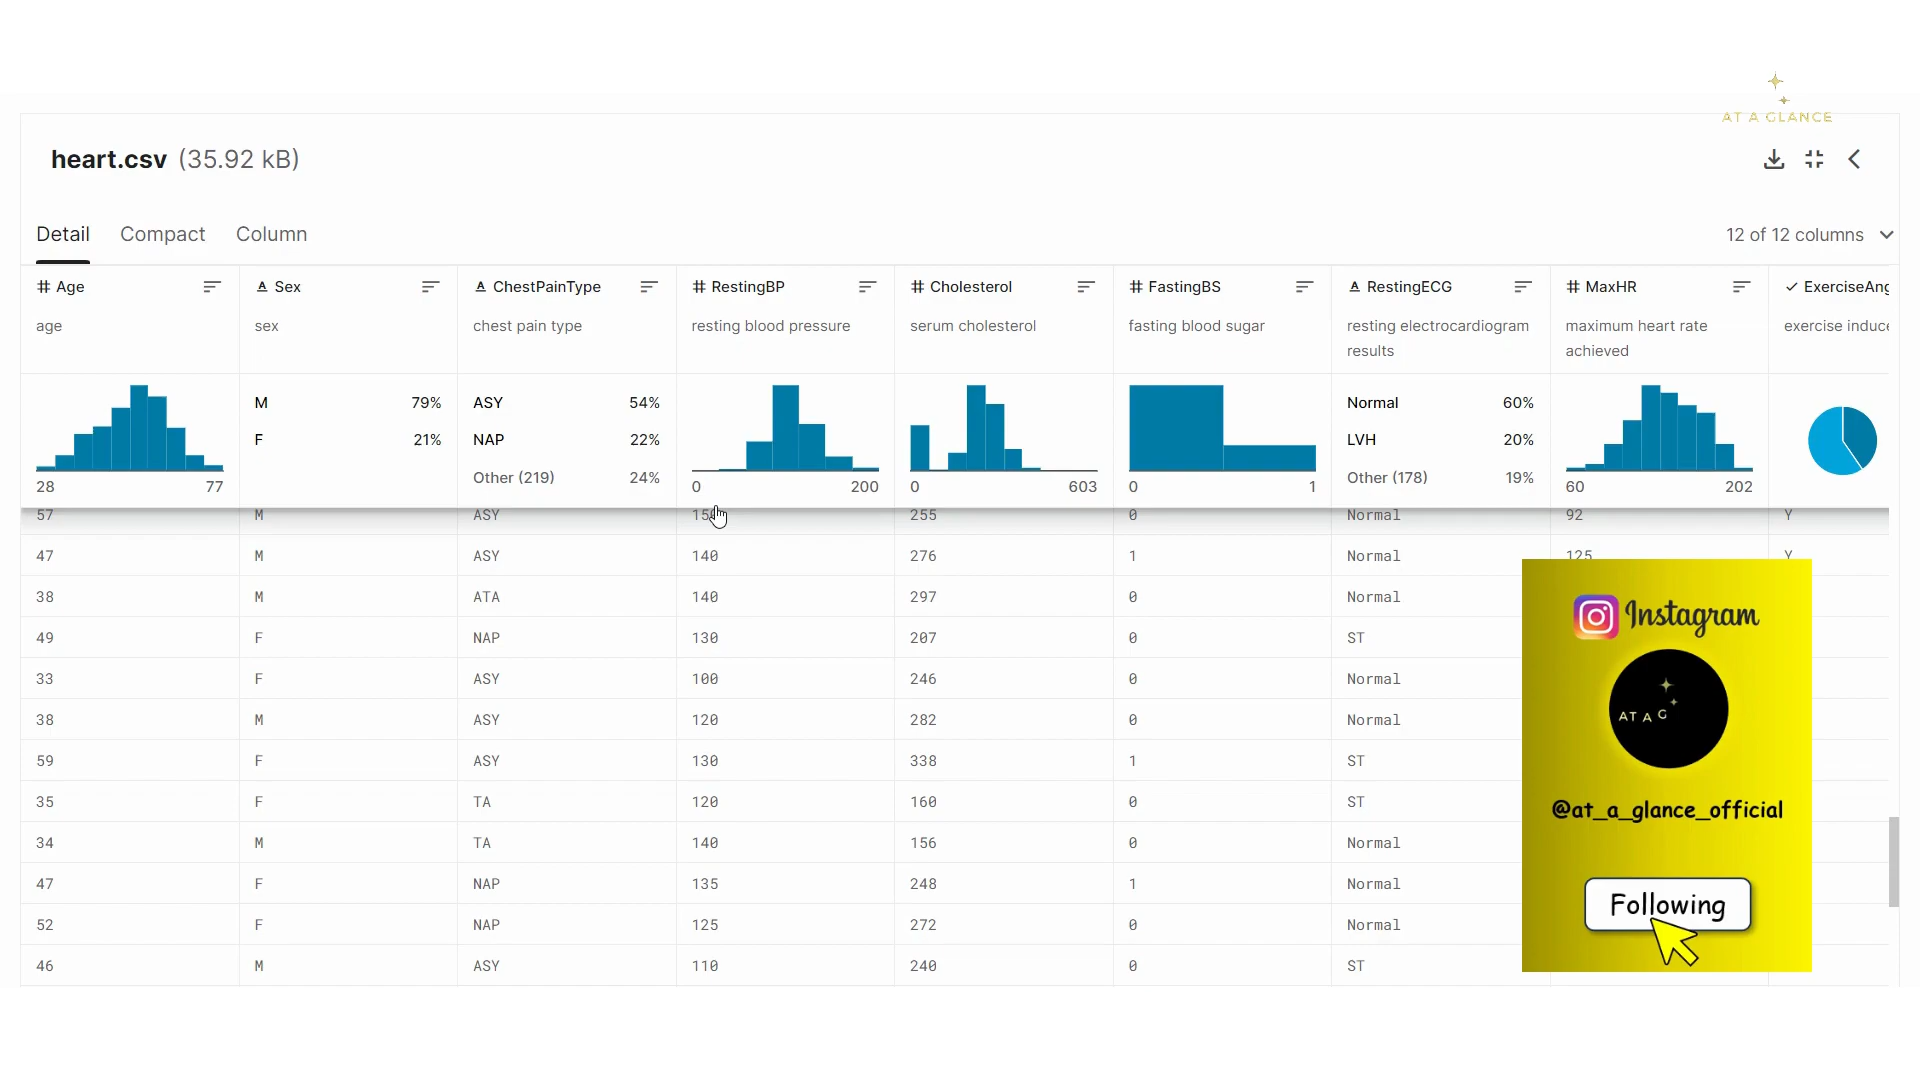 AT A GLANCE
heart.csv (35.92 kB)
Detail Compact Column 12 of 12 columns
# Age A Sex A ChestPainType # RestingBP # Cholesterol # FastingBS A RestingECG # MaxHR ExerciseAng
age sex chest pain type resting blood pressure serum cholesterol fasting blood sugar resting electrocardiogram maximum heart rate exercise induce
results achieved
M 79% ASY 54% Normal 60%
F 21% NAP 22% LVH 20%
Other (219) 24% Other (178) 19%
28 77 0 200 0 603 0 1 60 202
57 M ASY 255 0 Normal 92 Y
47 M ASY 140 276 1 Normal 125 Y
38 M ATA 140 297 0 Normal
49 F NAP 130 207 0 ST
33 F ASY 100 246 0 Normal
38 M ASY 120 282 0 Normal
59 F ASY 130 338 1 ST
35 F TA 120 160 0 ST
34 M TA 140 156 0 Normal
47 F NAP 135 248 1 Normal
52 F NAP 125 272 0 Normal
46 M ASY 110 240 0 ST
Instagram
AT A G
@at_a_glance_official
Following